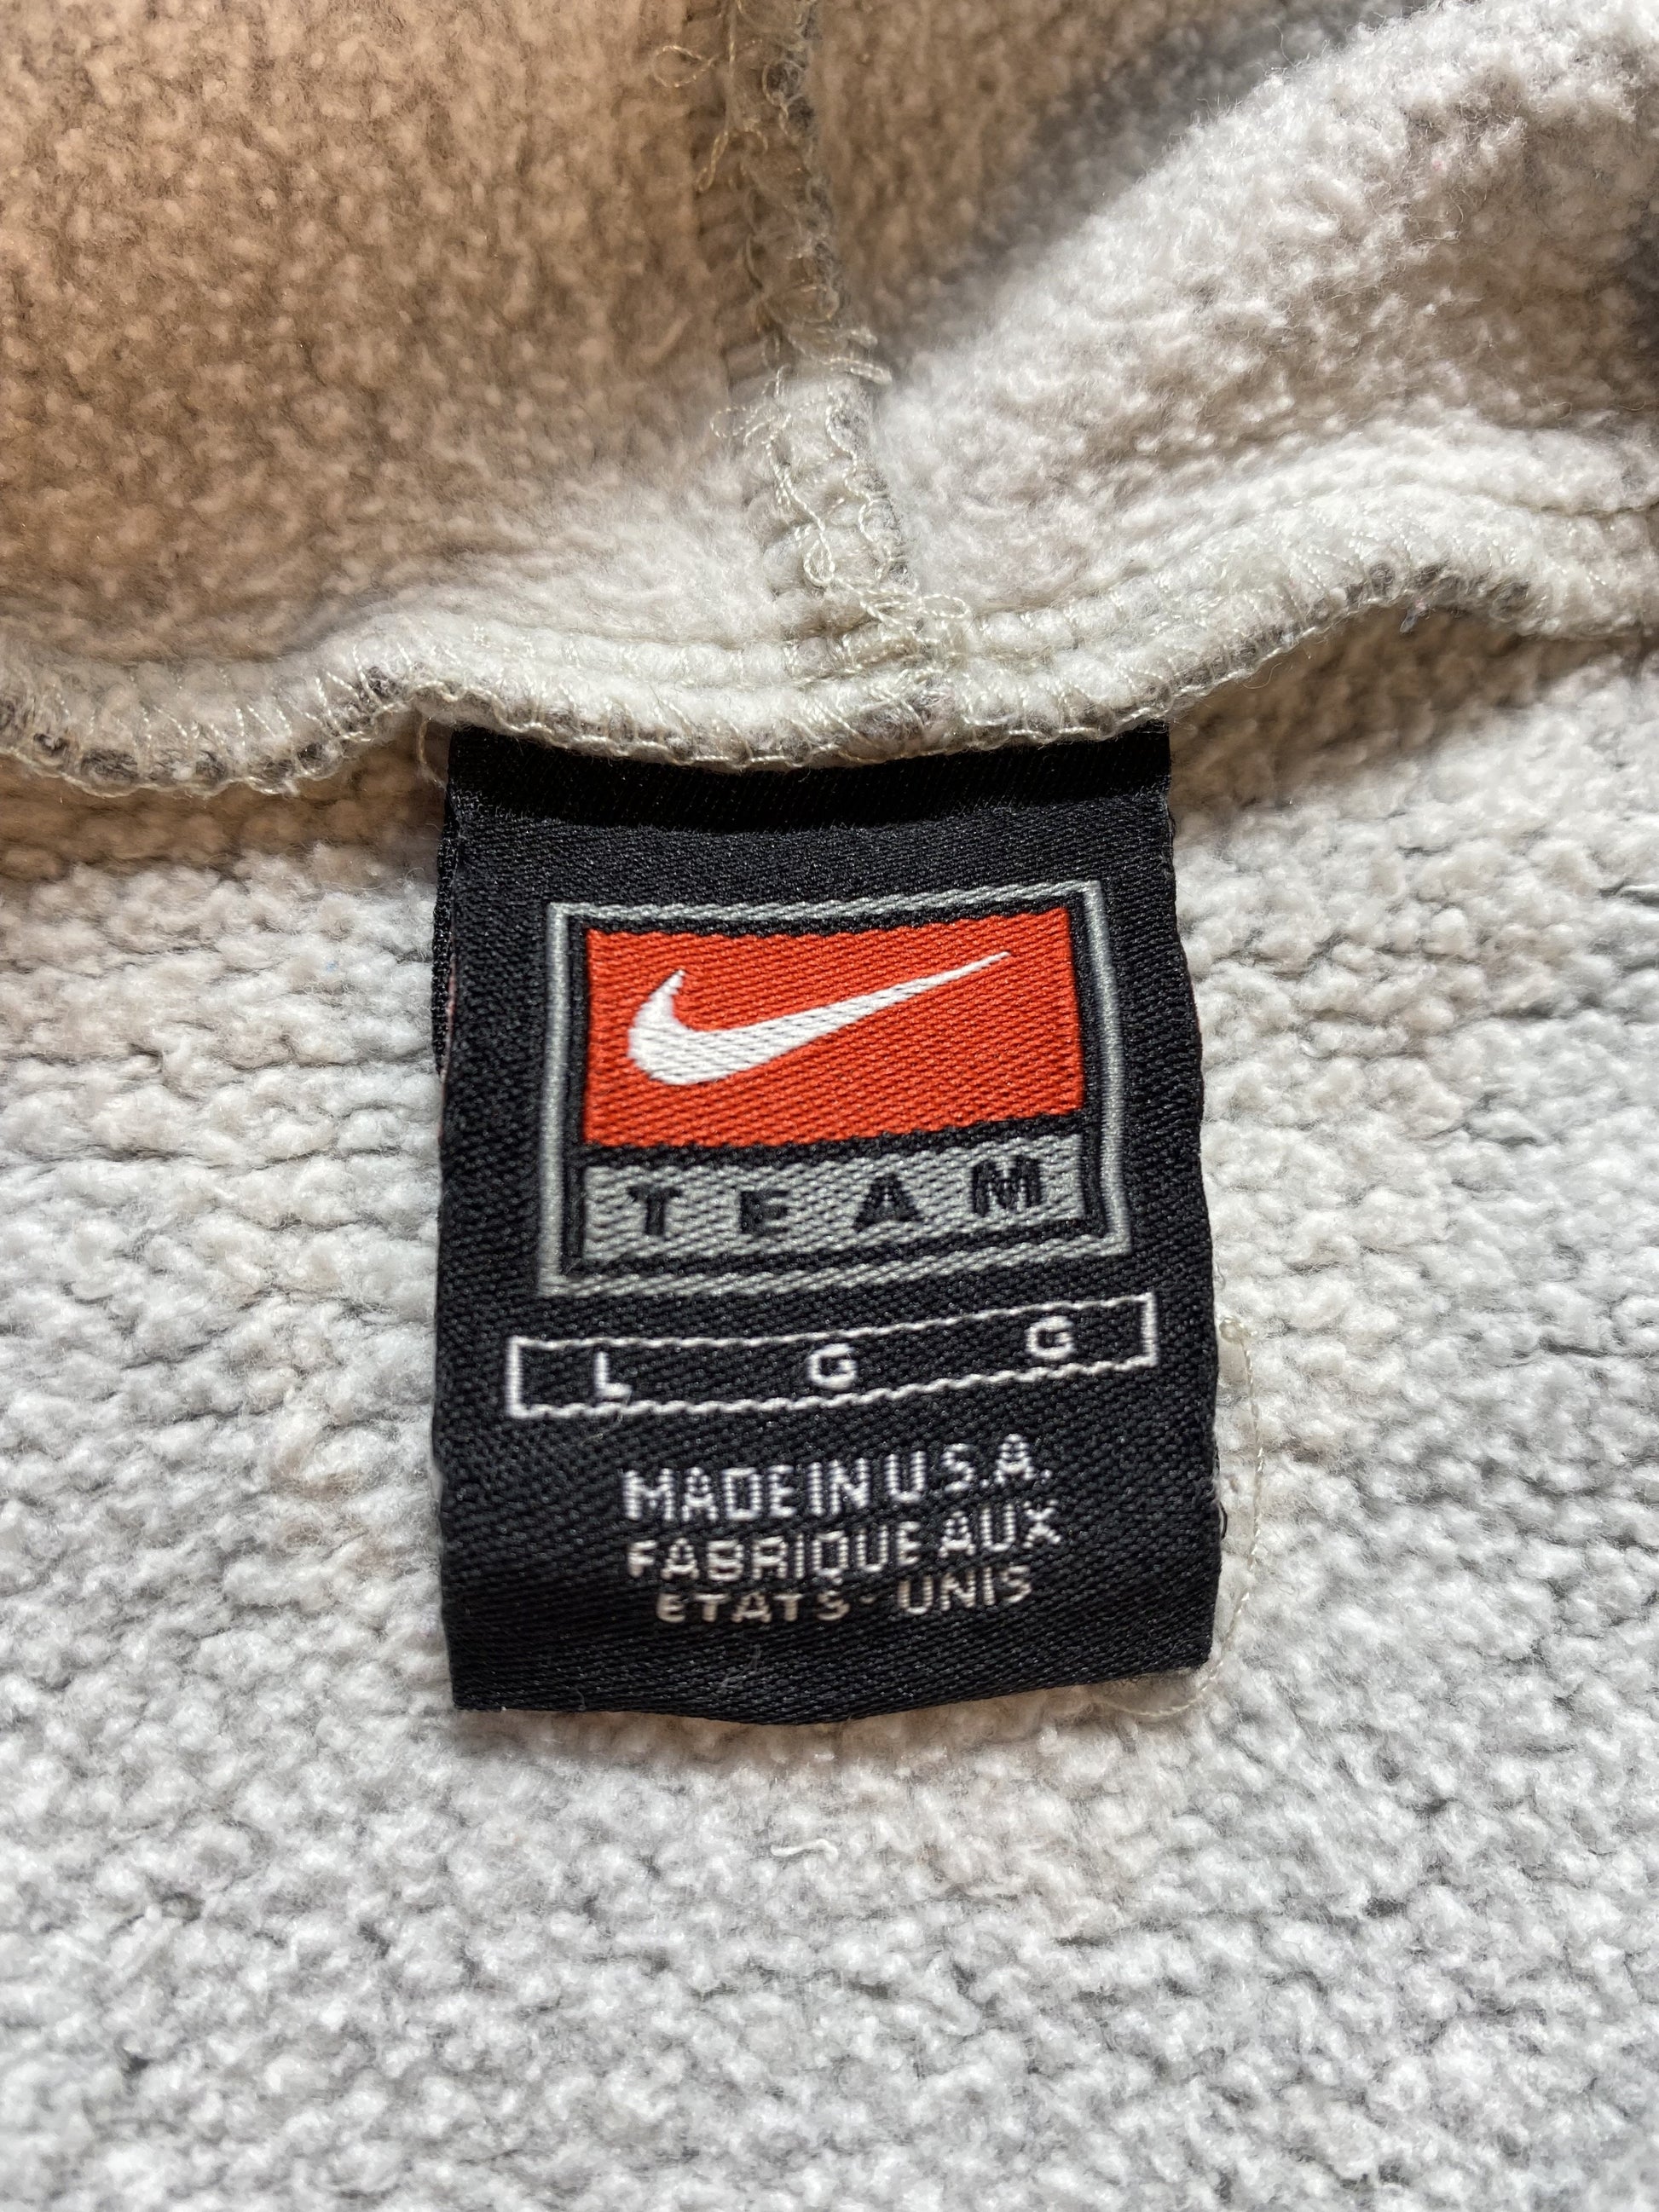 TEAM
L G G
MADE IN U.S.A.
FABRIQUE AUX
ETATS-UNIS